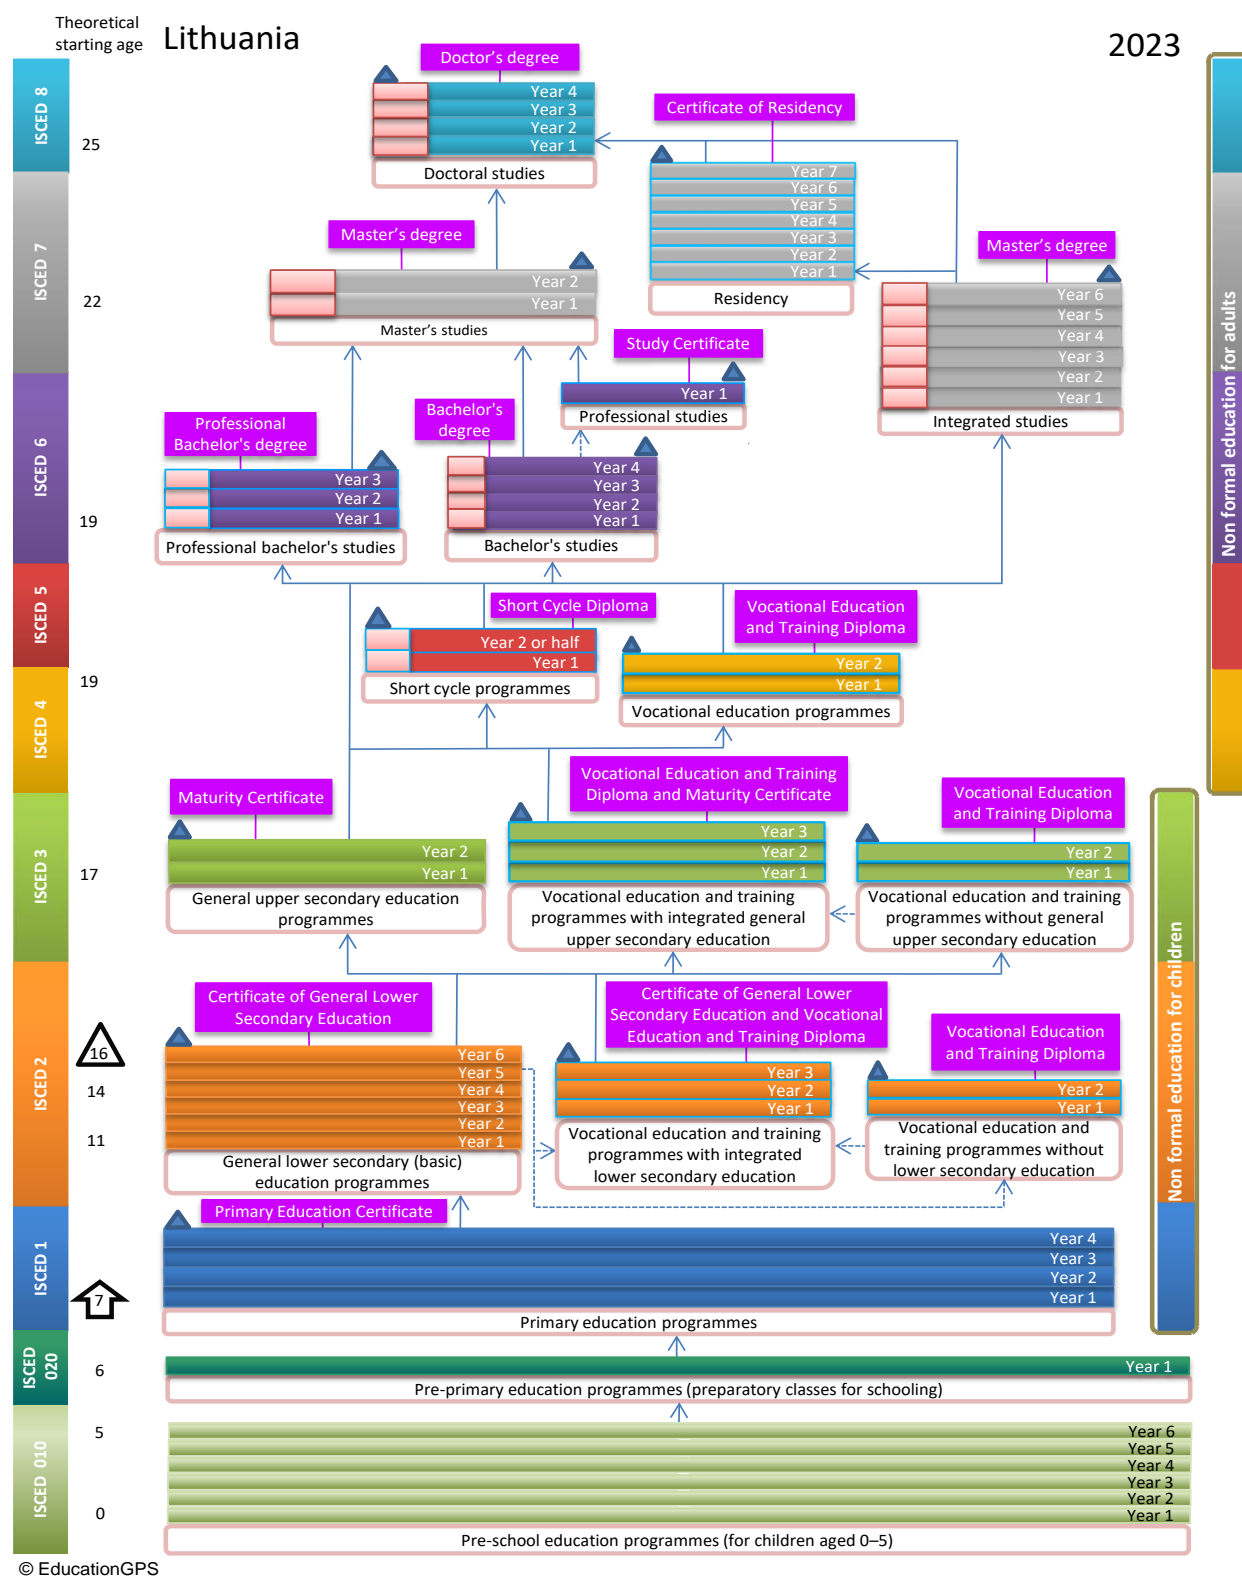 Theoretical
starting age
Lithuania
2023
ISCED 8
ISCED 7
ISCED 6
ISCED 5
ISCED 4
ISCED 3
ISCED 2
ISCED 1
ISCED
020
ISCED 010
25
22
19
19
17
16
14
11
7
6
5
0
Doctor's degree
Year 4
Year 3
Year 2
Year 1
Doctoral studies
Certificate of Residency
Year 7
Year 6
Year 5
Year 4
Year 3
Year 2
Year 1
Residency
Master's degree
Year 2
Year 1
Master's studies
Master's degree
Year 6
Year 5
Year 4
Year 3
Year 2
Year 1
Integrated studies
Study Certificate
Year 1
Professional studies
Professional
Bachelor's degree
Year 3
Year 2
Year 1
Professional bachelor's studies
Bachelor's
degree
Year 4
Year 3
Year 2
Year 1
Bachelor's studies
Short Cycle Diploma
Year 2 or half
Year 1
Short cycle programmes
Vocational Education
and Training Diploma
Year 2
Year 1
Vocational education programmes
Maturity Certificate
Year 2
Year 1
General upper secondary education
programmes
Vocational Education and Training
Diploma and Maturity Certificate
Year 3
Year 2
Year 1
Vocational education and training
programmes with integrated general
upper secondary education
Vocational Education
and Training Diploma
Year 2
Year 1
Vocational education and training
programmes without general
upper secondary education
Certificate of General Lower
Secondary Education
Year 6
Year 5
Year 4
Year 3
Year 2
Year 1
General lower secondary (basic)
education programmes
Certificate of General Lower
Secondary Education and Vocational
Education and Training Diploma
Year 3
Year 2
Year 1
Vocational education and training
programmes with integrated
lower secondary education
Vocational Education
and Training Diploma
Year 2
Year 1
Vocational education and
training programmes without
lower secondary education
Primary Education Certificate
Year 4
Year 3
Year 2
Year 1
Primary education programmes
Year 1
Pre-primary education programmes (preparatory classes for schooling)
Year 6
Year 5
Year 4
Year 3
Year 2
Year 1
Pre-school education programmes (for children aged 0–5)
Non formal education for adults
Non formal education for children
© EducationGPS